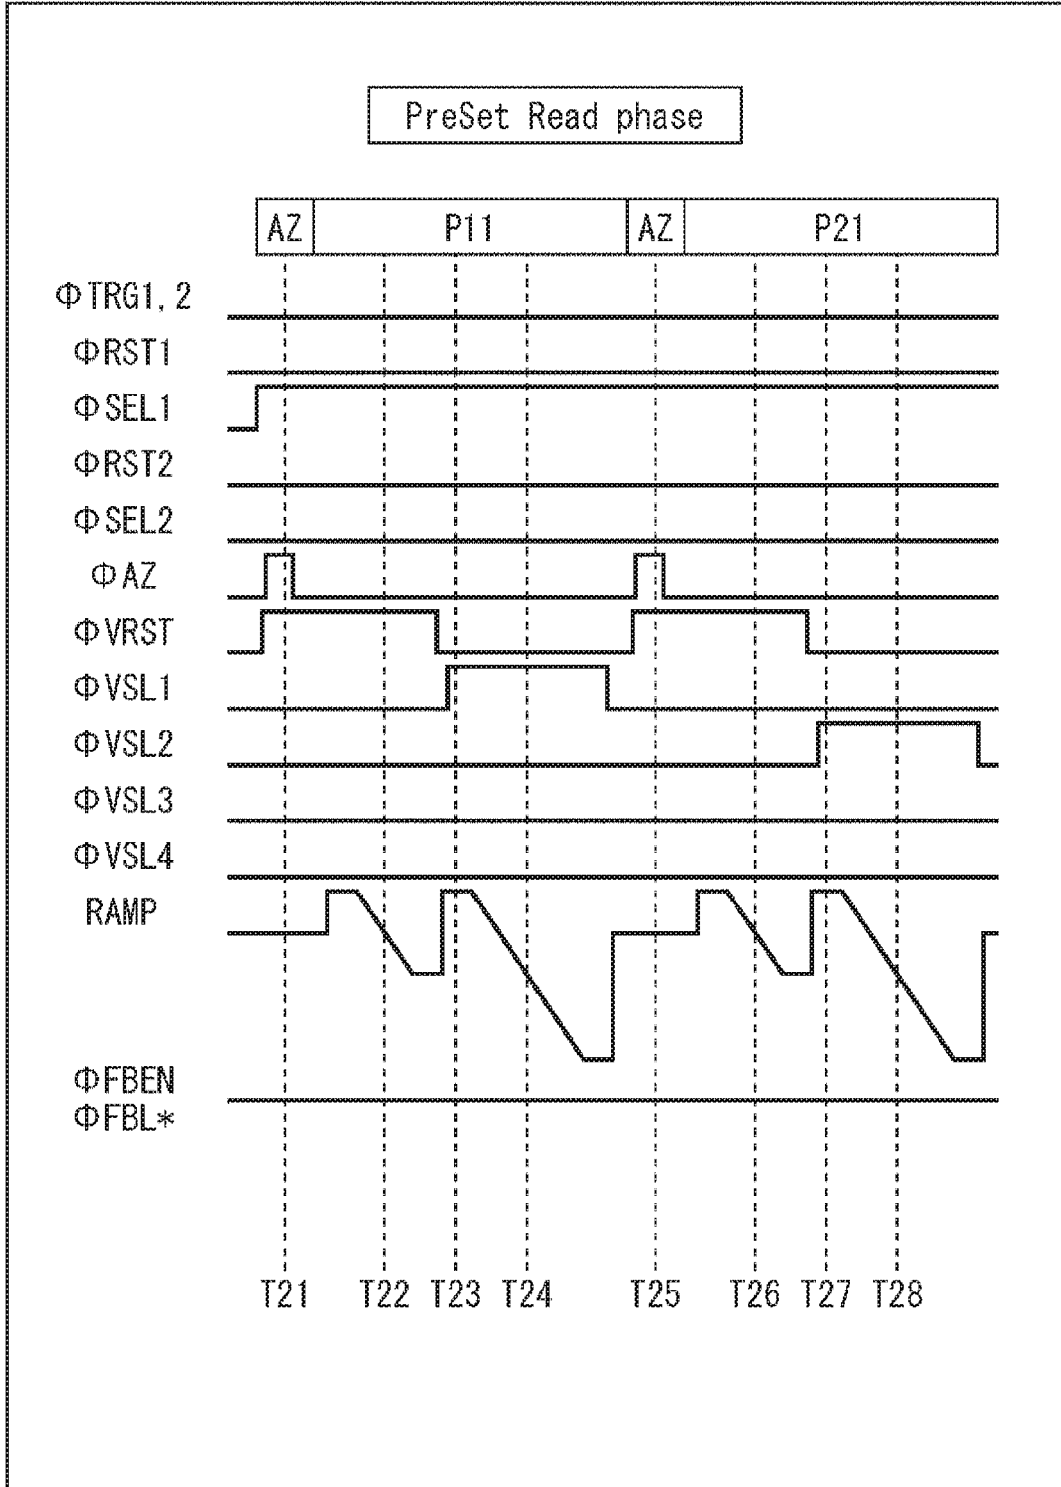 PreSet Read phase
AZ P11 AZ P21
ΦTRG1, 2
ΦRST1
ΦSEL1
ΦRST2
ΦSEL2
ΦAZ
ΦVRST
ΦVSL1
ΦVSL2
ΦVSL3
ΦVSL4
RAMP
ΦFBEN
ΦFBL*
T21 T22 T23 T24 T25 T26 T27 T28